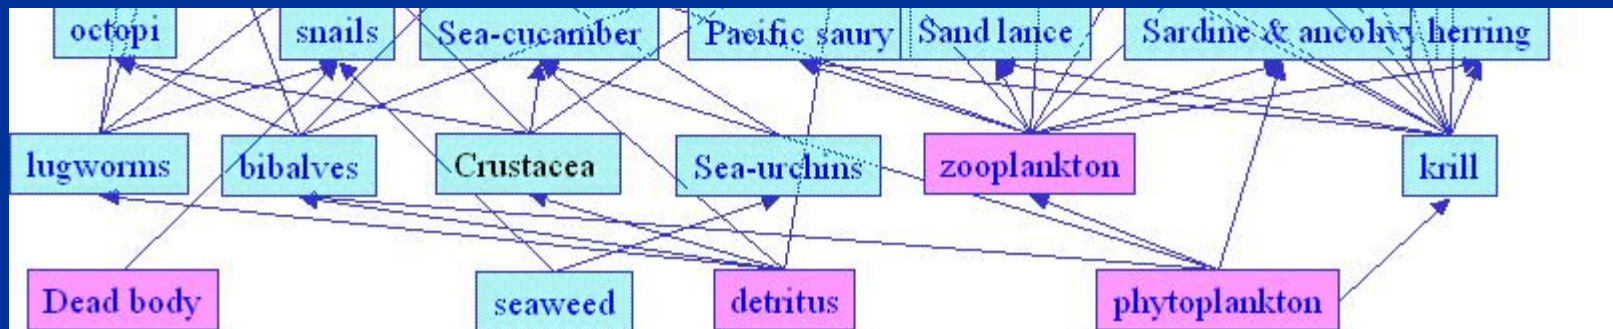 octopi snails Sea-cucamber Pacific saury Sand lance Sardine & ancohvy herring
lugworms bibalves Crustacea Sea-urchins zooplankton krill
Dead body seaweed detritus phytoplankton